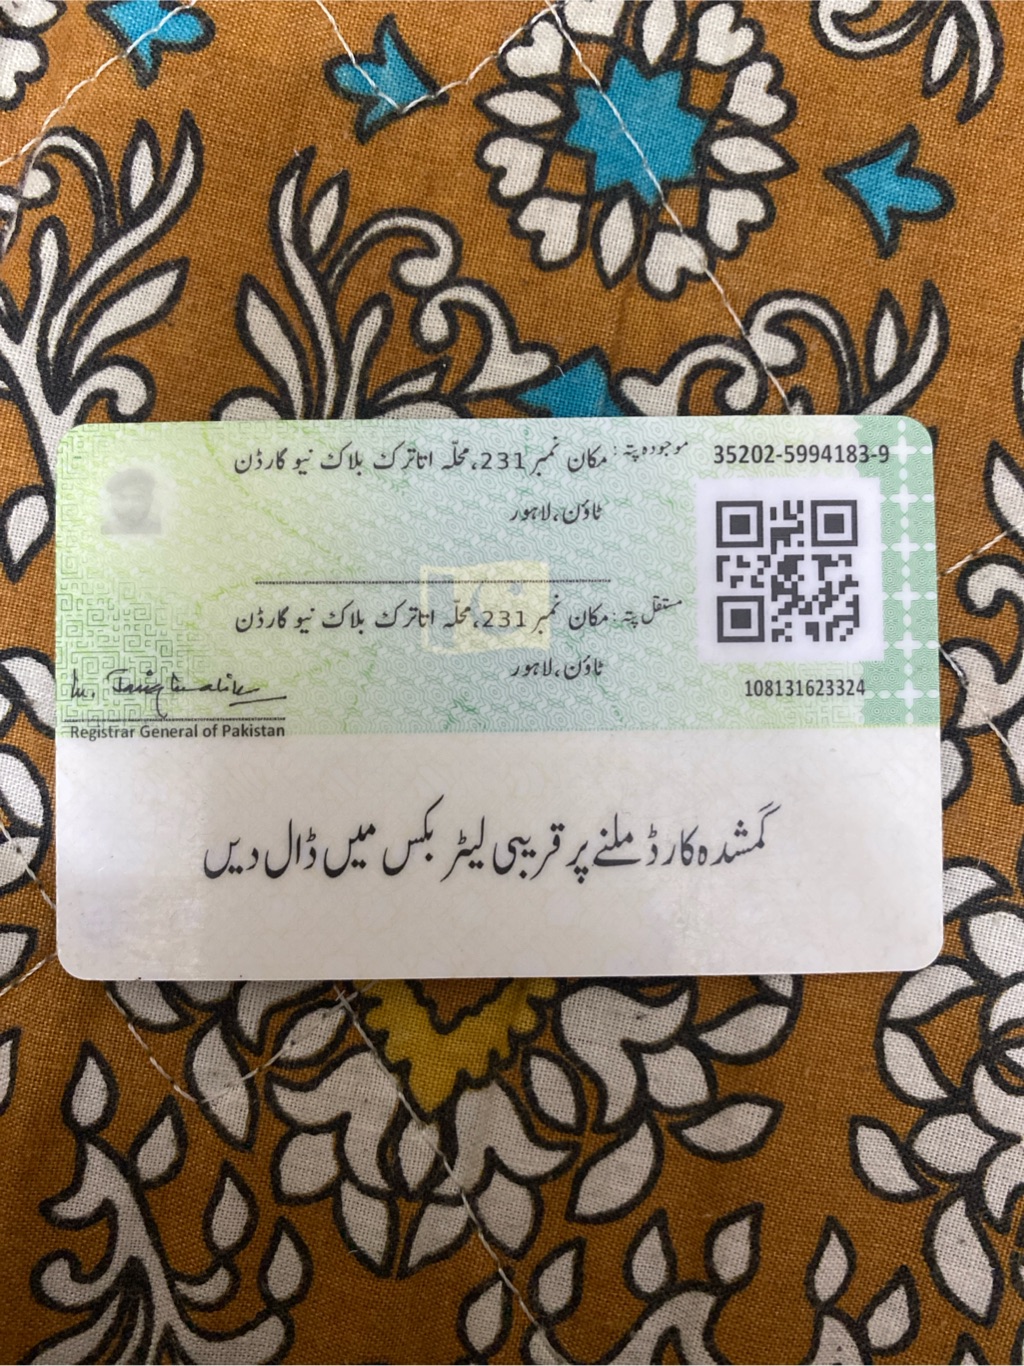 35202-5994183-9
موجودہ پتہ: مکان نمبر 231، محلّہ اتاترک بلاک نیو گارڈن
ٹاؤن، لاہور
مستقل پتہ: مکان نمبر 231، محلّہ اتاترک بلاک نیو گارڈن
ٹاؤن، لاہور
108131623324
Registrar General of Pakistan
گمشدہ کارڈ ملنے پر قریبی لیٹر بکس میں ڈال دیں